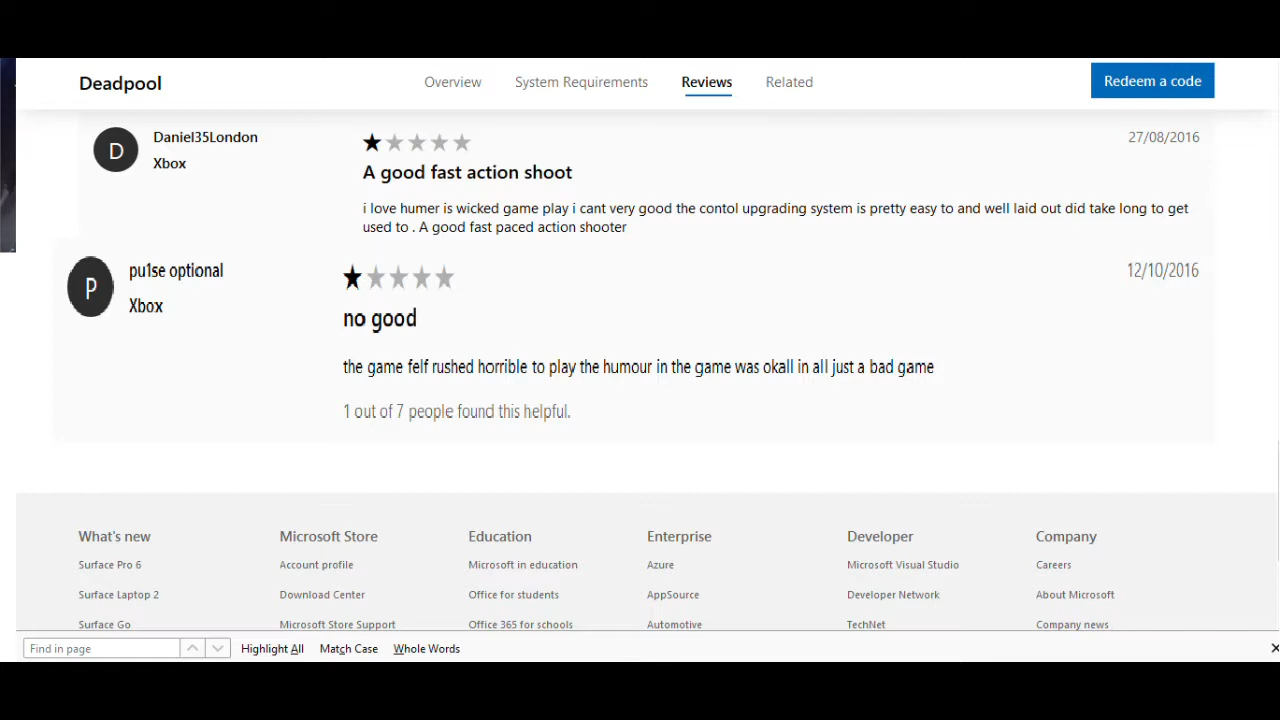 Deadpool Overview System Requirements Reviews Related Redeem a code
D Daniel35London 27/08/2016
Xbox
A good fast action shoot
i love humer is wicked game play i cant very good the contol upgrading system is pretty easy to and well laid out did take long to get
used to . A good fast paced action shooter
P pu1se optional 12/10/2016
Xbox
no good
the game felf rushed horrible to play the humour in the game was okall in all just a bad game
1 out of 7 people found this helpful.
What's new Microsoft Store Education Enterprise Developer Company
Surface Pro 6 Account profile Microsoft in education Azure Microsoft Visual Studio Careers
Surface Laptop 2 Download Center Office for students AppSource Developer Network About Microsoft
Surface Go Microsoft Store Support Office 365 for schools Automotive TechNet Company news
Find in page Highlight All Match Case Whole Words